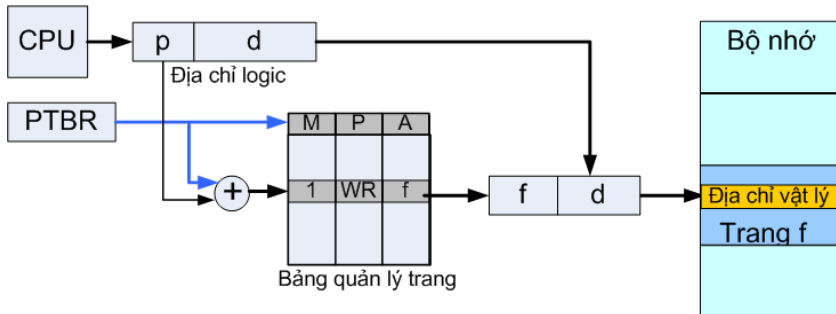 CPU
p d
Địa chỉ logic
Bộ nhớ
PTBR
M P A
+
1 WR f
f d
Địa chỉ vật lý
Trang f
Bảng quản lý trang